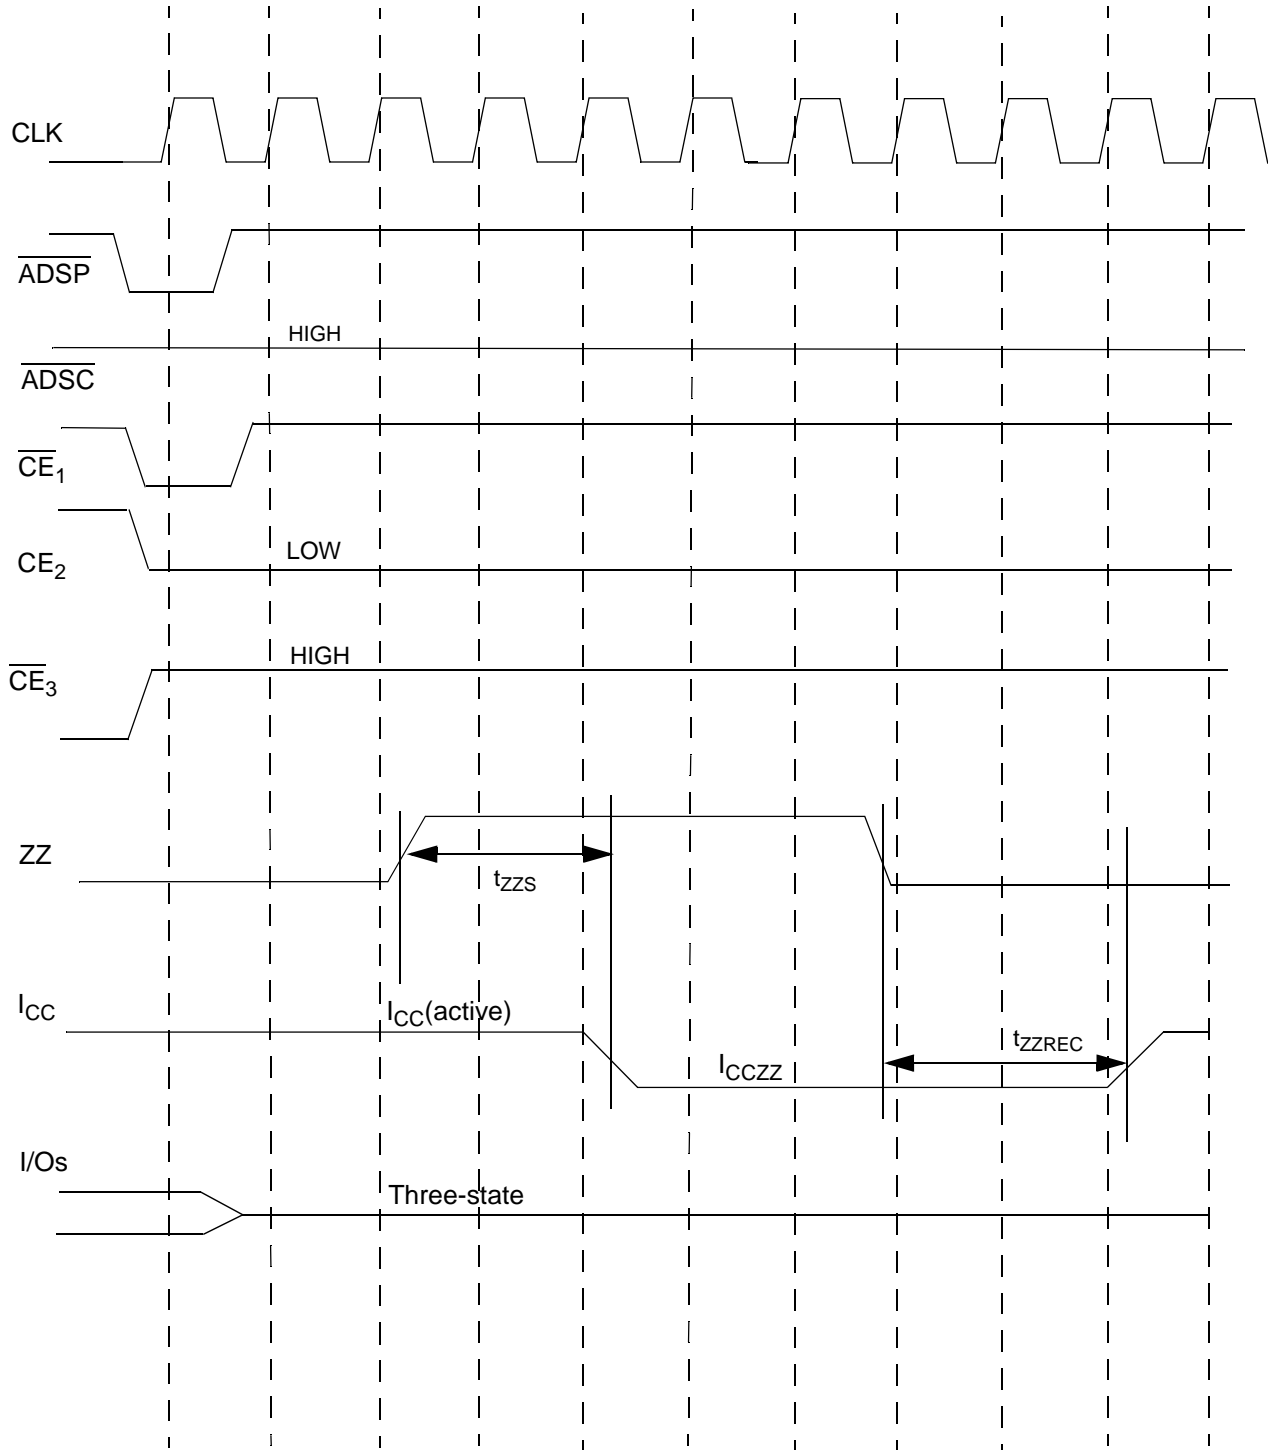 CLK
ADSP
HIGH
ADSC
CE1
LOW
CE2
HIGH
CE3
ZZ
tZZS
ICC
ICC(active)
tZZREC
ICCZZ
I/Os
Three-state